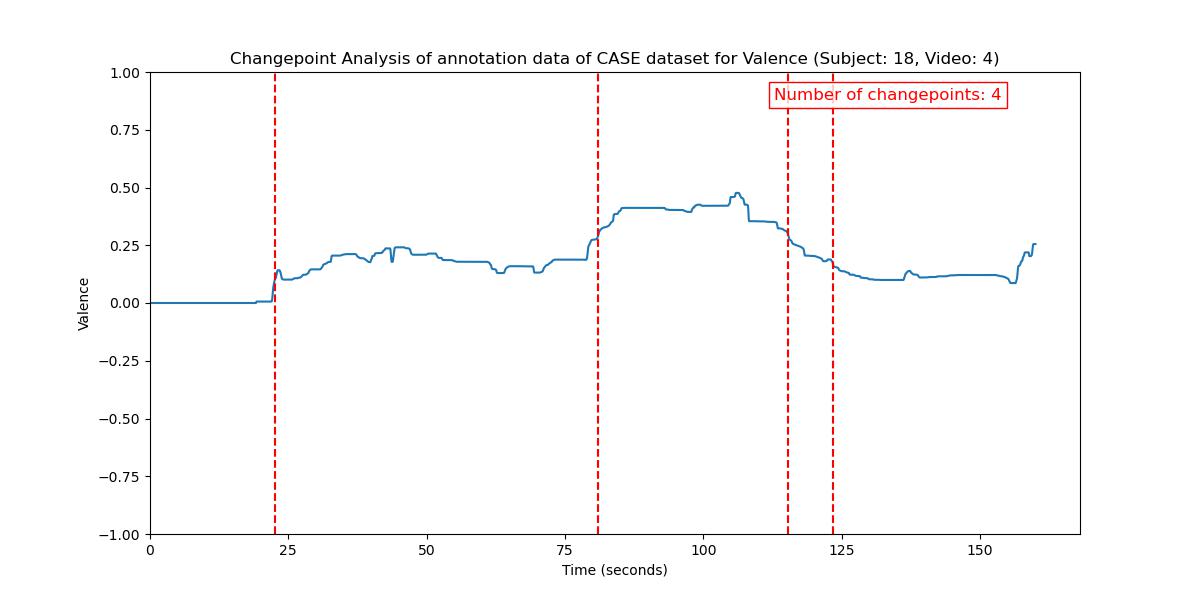 Changepoint Analysis of annotation data of CASE dataset for Valence (Subject: 18, Video: 4)
Number of changepoints: 4
1.00
0.75
0.50
0.25
0.00
−0.25
−0.50
−0.75
−1.00
Valence
0 25 50 75 100 125 150
Time (seconds)